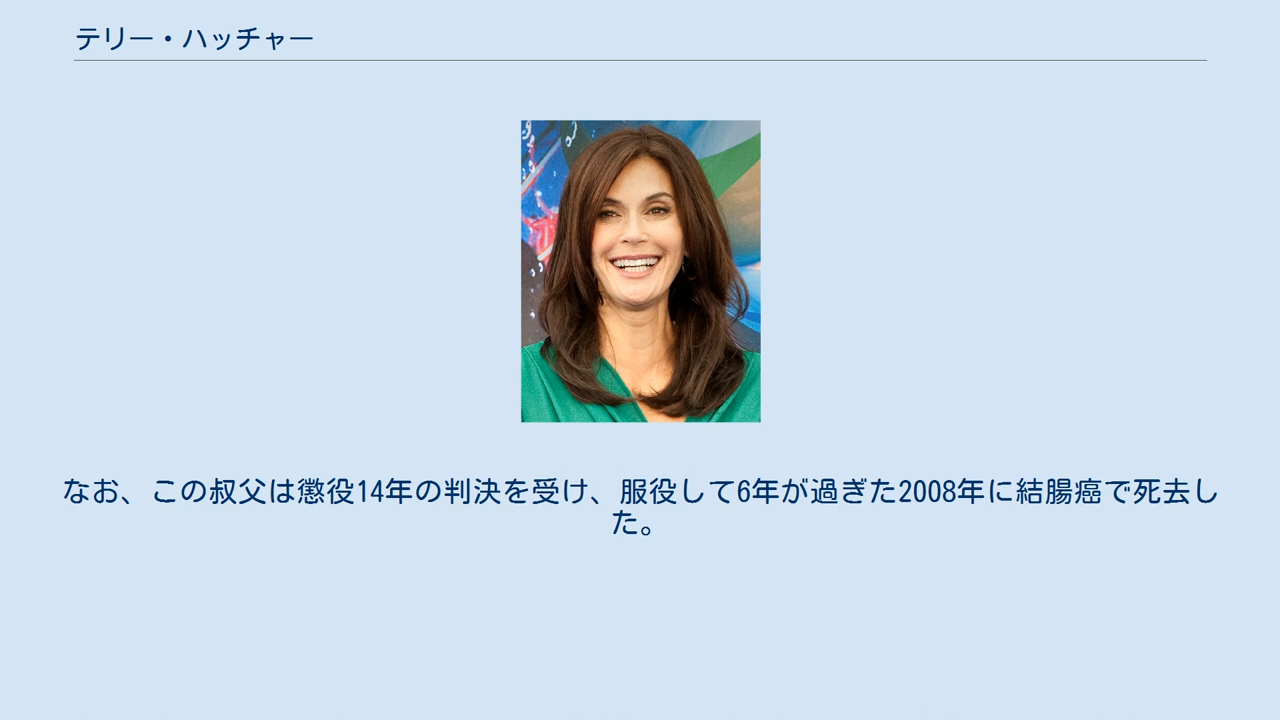 テリー・ハッチャー
なお、この叔父は懲役14年の判決を受け、服役して6年が過ぎた2008年に結腸癌で死去し
た。